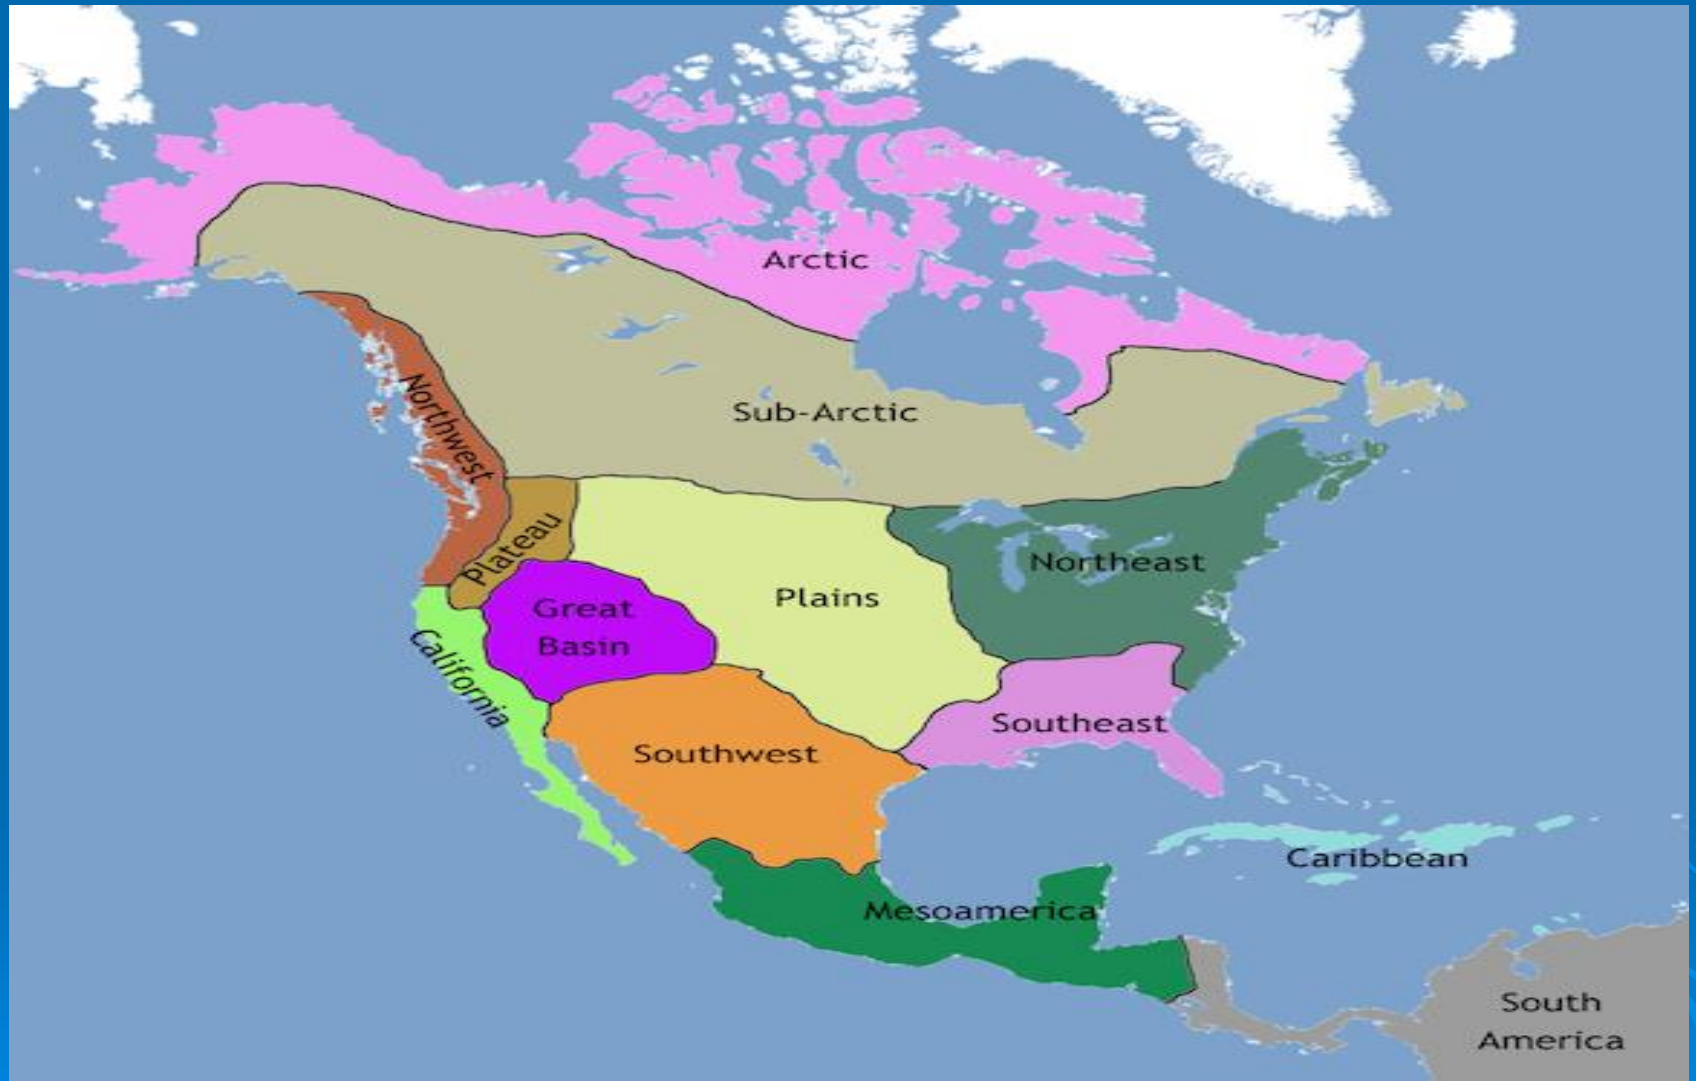 Arctic
Sub-Arctic
Northwest
Plateau
Northeast
Plains
Great
Basin
California
Southeast
Southwest
Caribbean
Mesoamerica
South
America